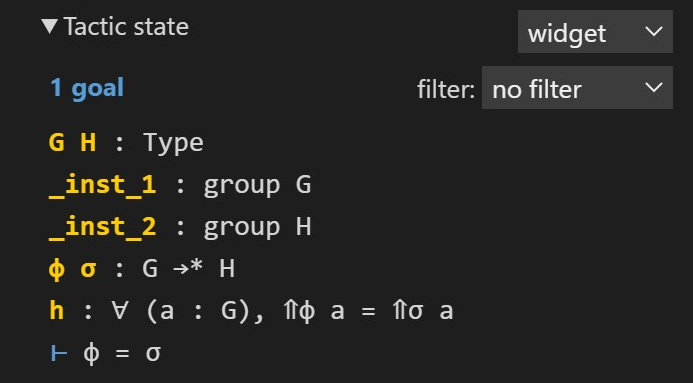 ▼Tactic state widget
1 goal filter: no filter
G H : Type
_inst_1 : group G
_inst_2 : group H
ϕ σ : G →* H
h : ∀ (a : G), ⇑ϕ a = ⇑σ a
⊢ ϕ = σ